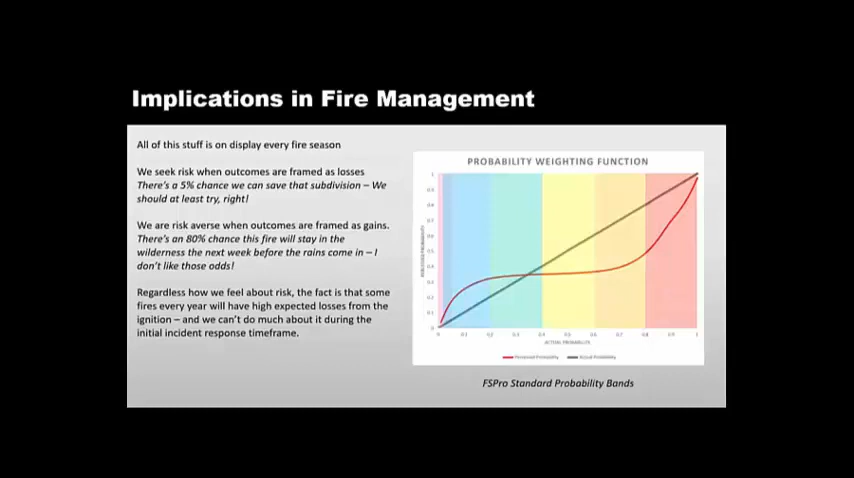 Implications in Fire Management
All of this stuff is on display every fire season
We seek risk when outcomes are framed as losses
There's a 5% chance we can save that subdivision – We
should at least try, right!
We are risk averse when outcomes are framed as gains.
There's an 80% chance this fire will stay in the
wilderness the next week before the rains come in – I
don't like those odds!
Regardless how we feel about risk, the fact is that some
fires every year will have high expected losses from the
ignition – and we can't do much about it during the
initial incident response timeframe.
PROBABILITY WEIGHTING FUNCTION
1
0.9
0.8
0.7
0.6
0.5
0.4
0.3
0.2
0.1
0
PERCEIVED PROBABILITY
0 0.1 0.2 0.3 0.4 0.5 0.6 0.7 0.8 0.9 1
ACTUAL PROBABILITY
Perceived Probability Actual Probability
FSPro Standard Probability Bands